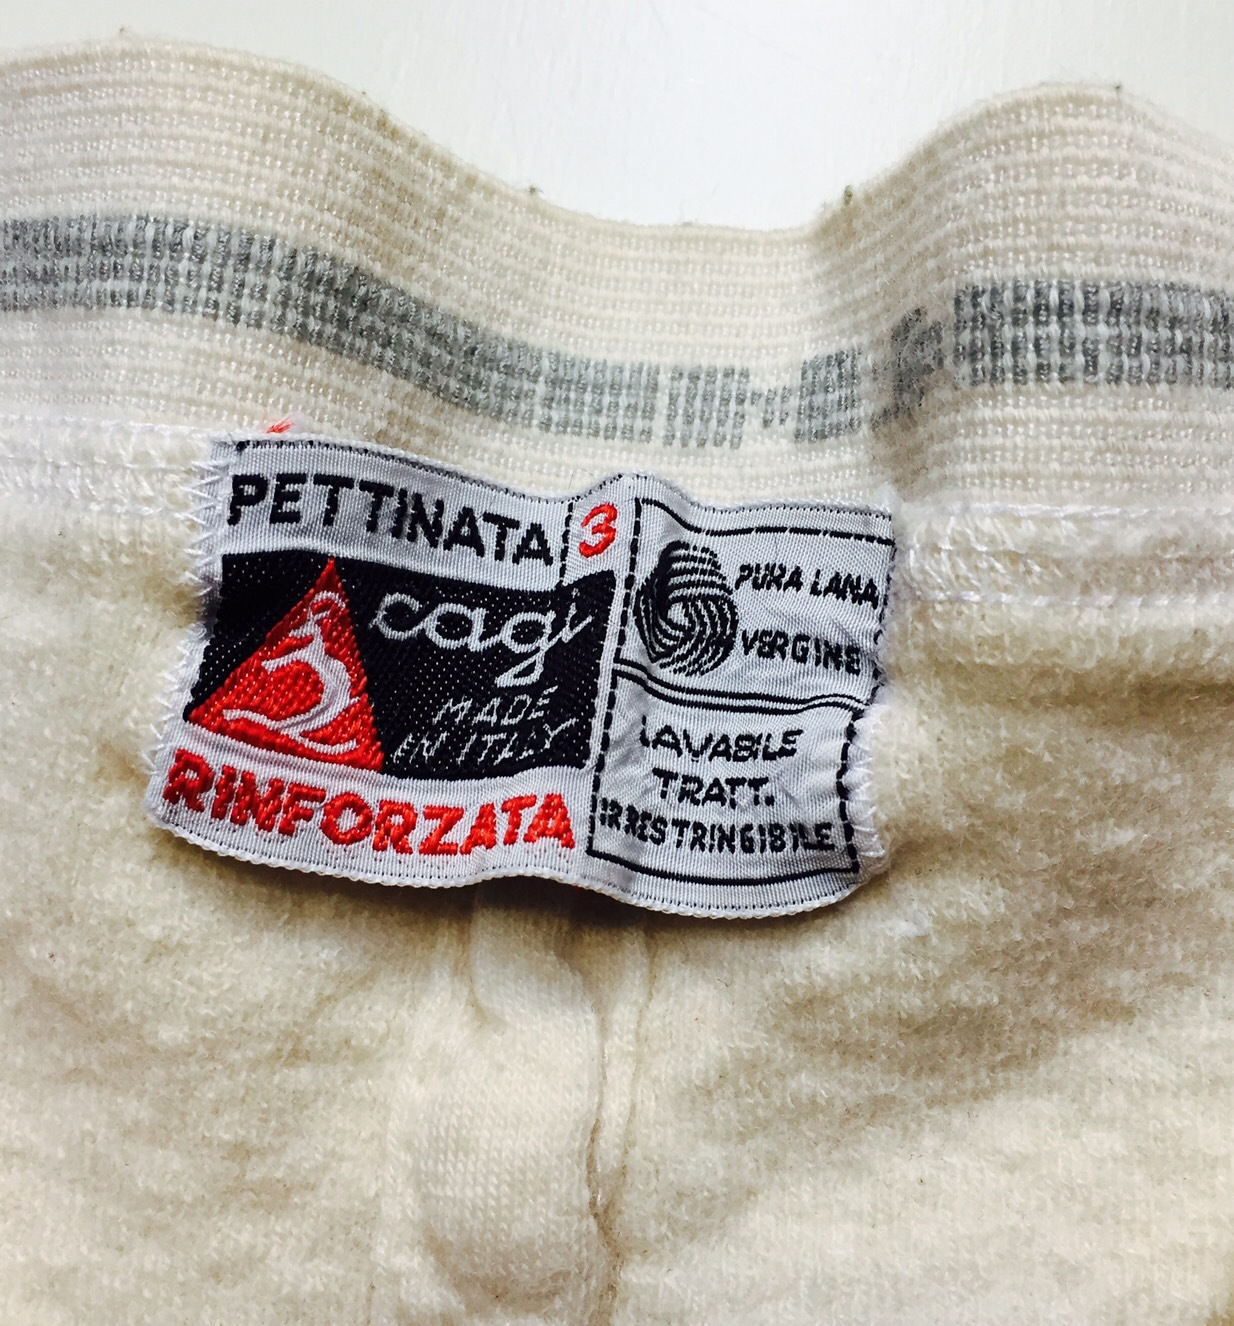 PETTINATA 3
cagi
MADE
IN ITALY
RINFORZATA
PURA LANA
VERGINE
LAVABILE
TRATT.
IRRESTRINGIBILE